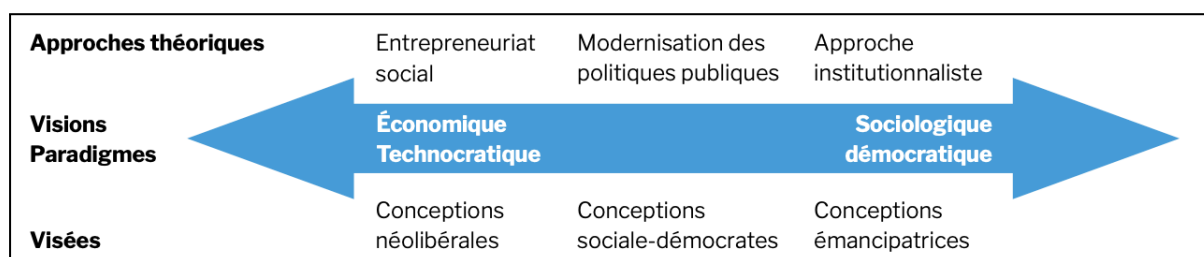 Approches théoriques
Entrepreneuriat
social
Modernisation des
politiques publiques
Approche
institutionnaliste
Visions
Paradigmes
Économique
Technocratique
Sociologique
démocratique
Visées
Conceptions
néolibérales
Conceptions
sociale-démocrates
Conceptions
émancipatrices